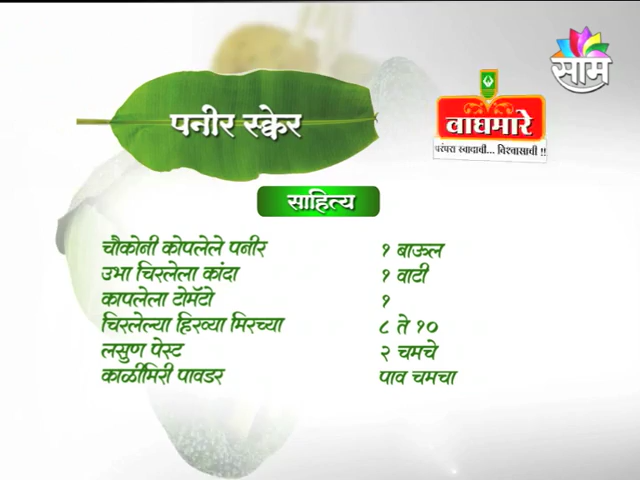 साम
पनीर स्क्वेर
वाघमारे
परंपरा स्वादाची... विश्वासाची !!
साहित्य
चौकोनी कोपलेले पनीर १ बाऊल
उभा चिरलेला कांदा १ वाटी
कापलेला टोमॅटो १
चिरलेल्या हिरव्या मिरच्या ८ ते १०
लसुण पेस्ट २ चमचे
काळीमिरी पावडर पाव चमचा